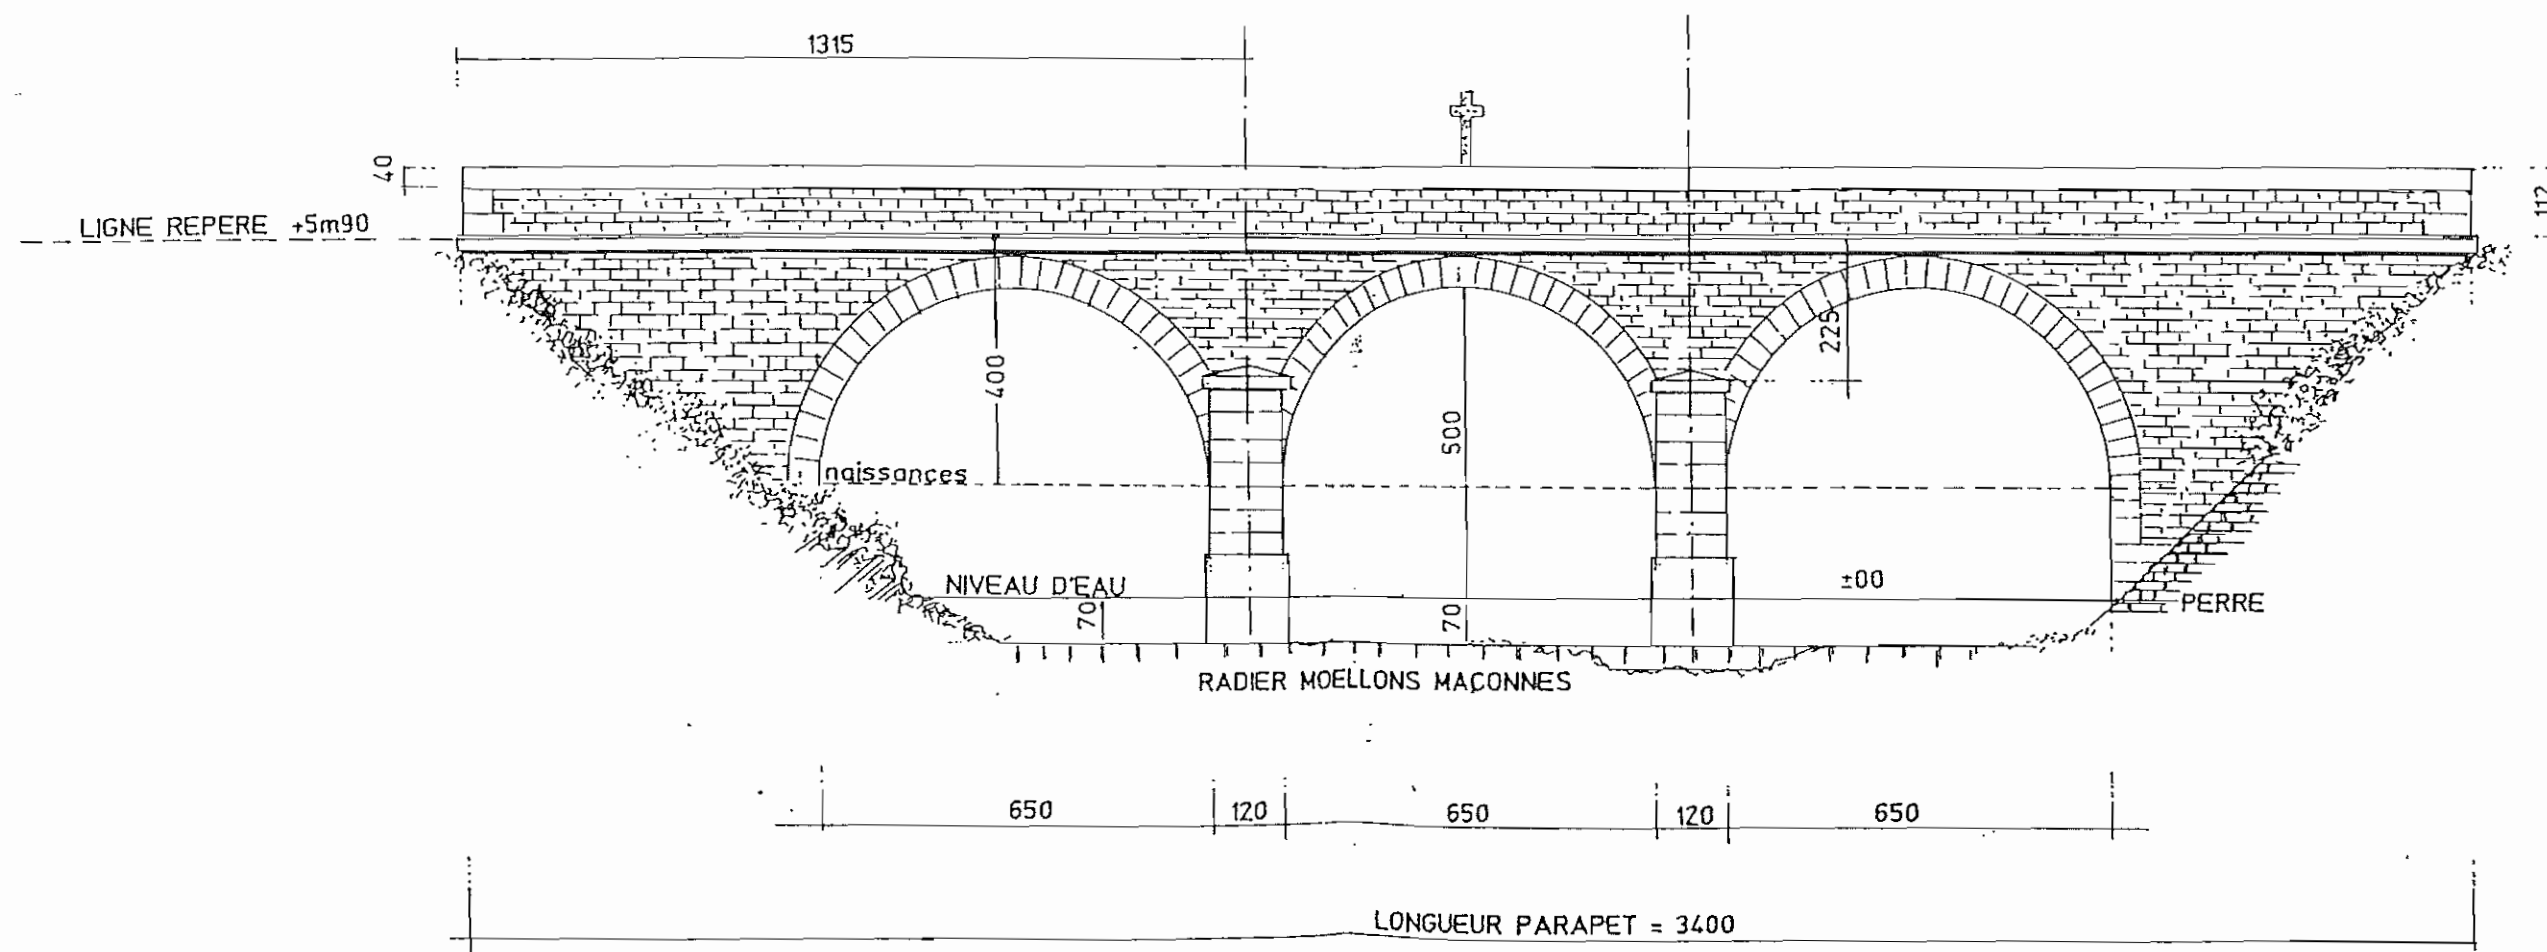 1315
40
112
LIGNE REPERE +5m90
225
400
500
naissances
NIVEAU D'EAU
±00
70
70
PERRE
RADIER MOELLONS MAÇONNES
650 120 650 120 650
LONGUEUR PARAPET = 3400